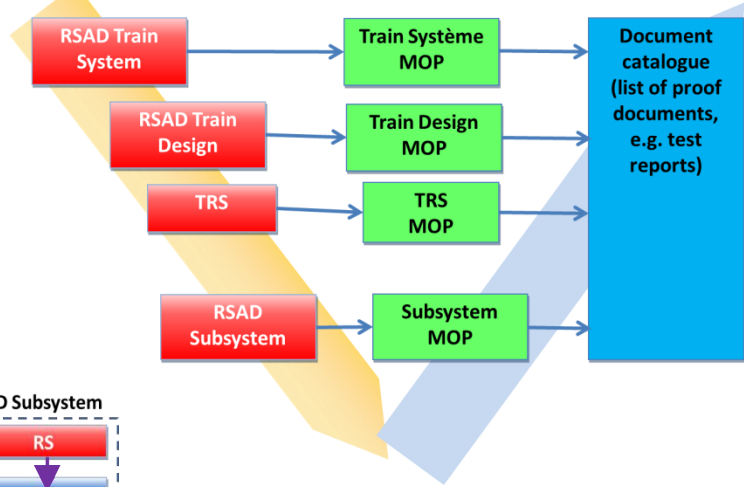 RSAD Train
System
Train Système
MOP
Document
catalogue
(list of proof
documents,
e.g. test
reports)
RSAD Train
Design
Train Design
MOP
TRS
TRS
MOP
RSAD
Subsystem
Subsystem
MOP
D Subsystem
RS